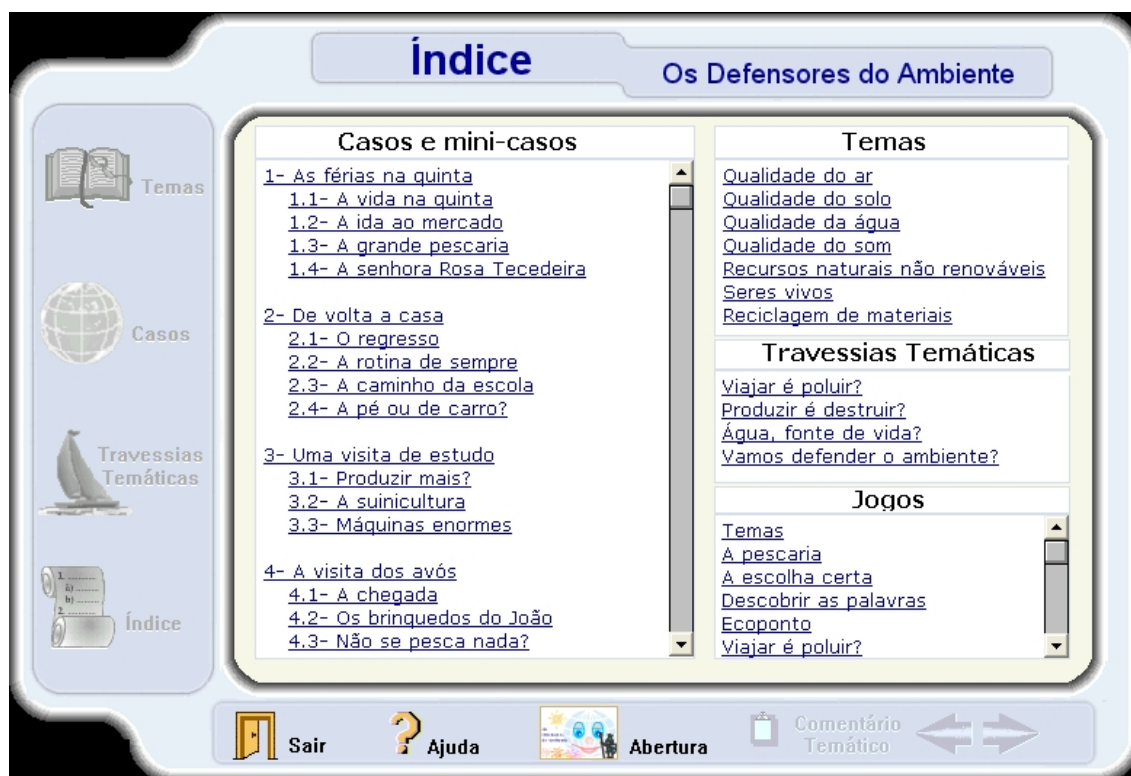 Índice
Os Defensores do Ambiente
Temas
Casos
Travessias
Temáticas
Índice
Casos e mini-casos
1- As férias na quinta
1.1- A vida na quinta
1.2- A ida ao mercado
1.3- A grande pescaria
1.4- A senhora Rosa Tecedeira
2- De volta a casa
2.1- O regresso
2.2- A rotina de sempre
2.3- A caminho da escola
2.4- A pé ou de carro?
3- Uma visita de estudo
3.1- Produzir mais?
3.2- A suinicultura
3.3- Máquinas enormes
4- A visita dos avós
4.1- A chegada
4.2- Os brinquedos do João
4.3- Não se pesca nada?
Temas
Qualidade do ar
Qualidade do solo
Qualidade da água
Qualidade do som
Recursos naturais não renováveis
Seres vivos
Reciclagem de materiais
Travessias Temáticas
Viajar é poluir?
Produzir é destruir?
Água, fonte de vida?
Vamos defender o ambiente?
Jogos
Temas
A pescaria
A escolha certa
Descobrir as palavras
Ecoponto
Viajar é poluir?
Sair
Ajuda
Abertura
Comentário
Temático